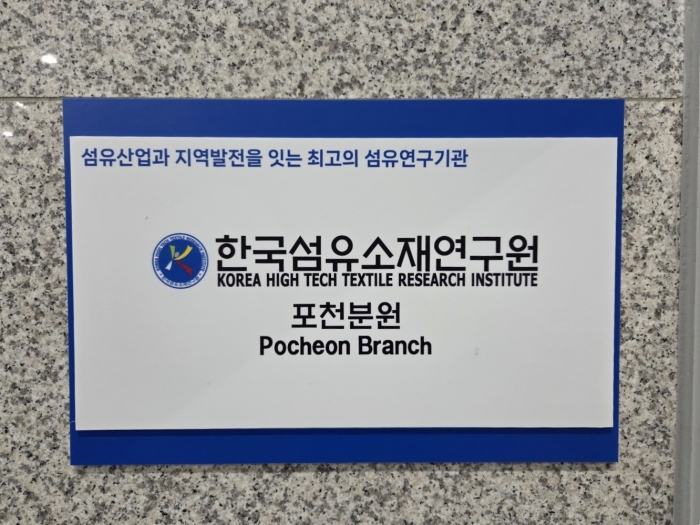 섬유산업과 지역발전을 잇는 최고의 섬유연구기관
한국섬유소재연구원
KOREA HIGH TECH TEXTILE RESEARCH INSTITUTE
포천분원
Pocheon Branch